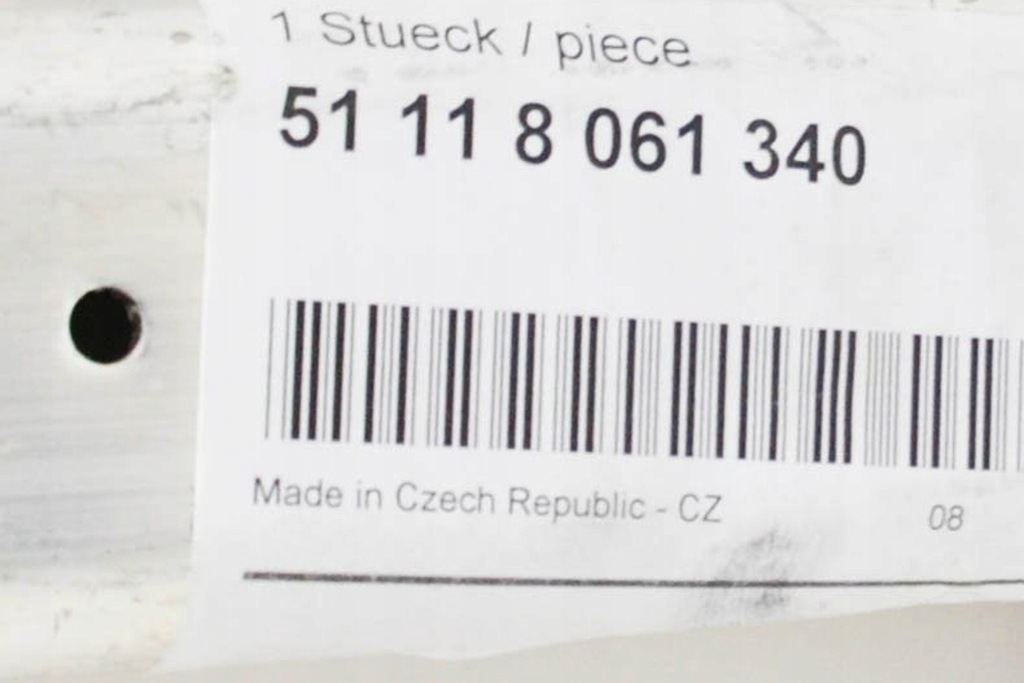 1 Stueck / piece
51 11 8 061 340
Made in Czech Republic - CZ 08